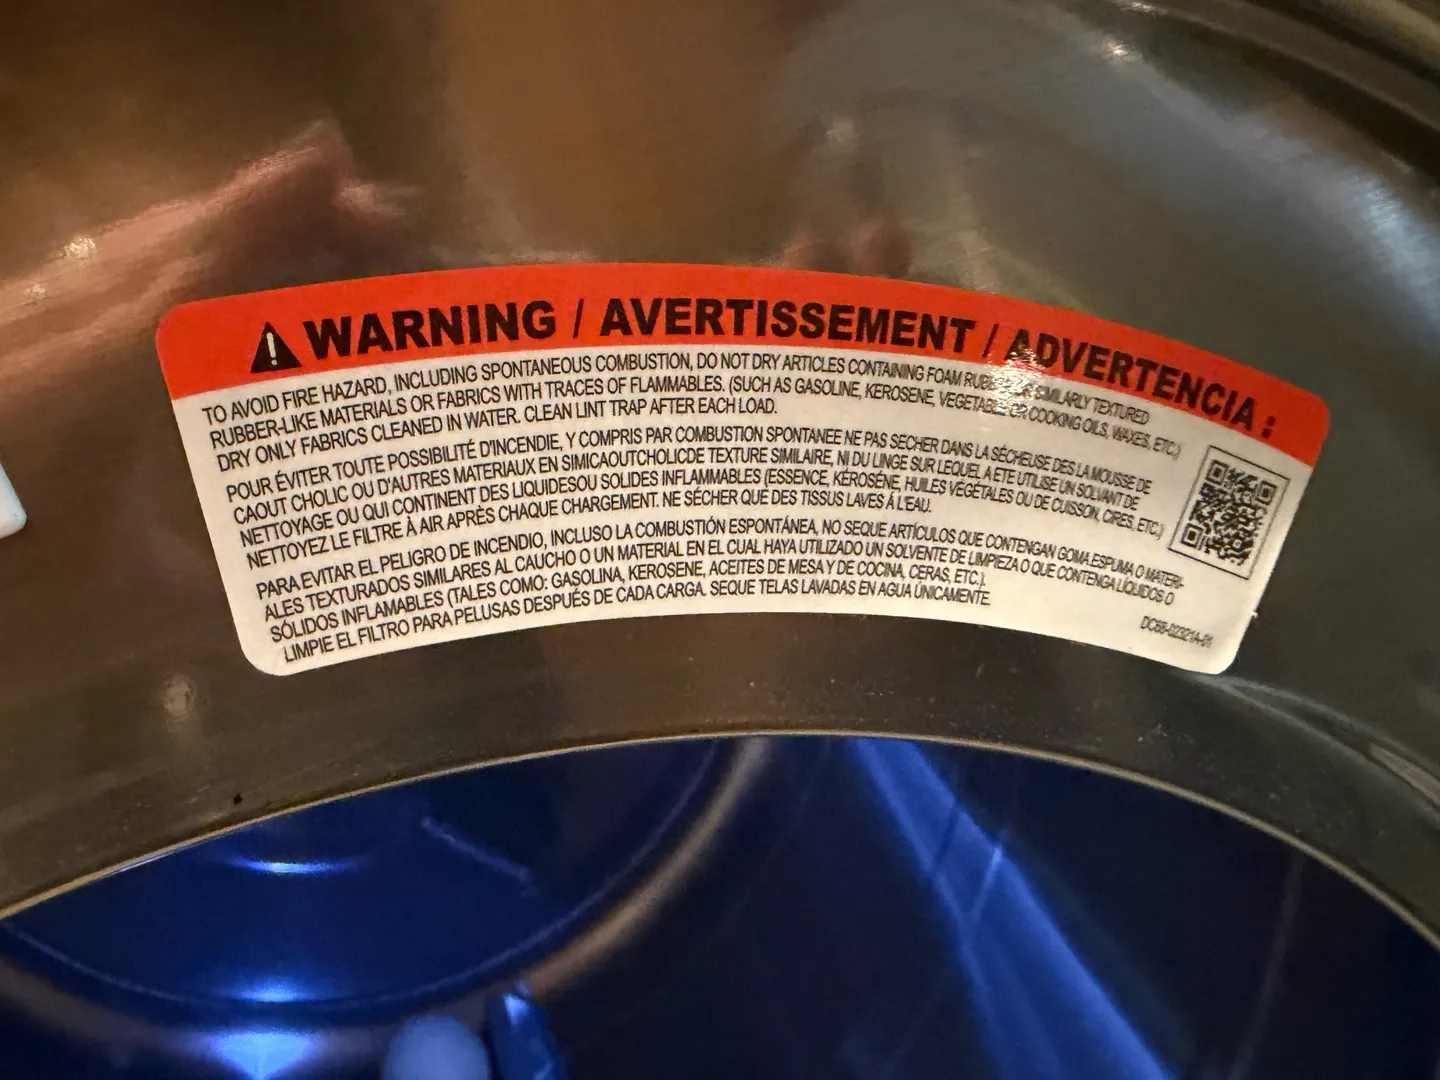 WARNING / AVERTISSEMENT / ADVERTENCIA :
TO AVOID FIRE HAZARD, INCLUDING SPONTANEOUS COMBUSTION, DO NOT DRY ARTICLES CONTAINING FOAM SIMILARLY TEXTURED
RUBBER-LIKE MATERIALS OR FABRICS WITH TRACES OF FLAMMABLES. (SUCH AS GASOLINE, KEROSENE, COOKING OILS, WAXES, ETC.)
DRY ONLY FABRICS CLEANED IN WATER. CLEAN LINT TRAP AFTER EACH LOAD.
POUR ÉVITER TOUTE POSSIBILITÉ D'INCENDIE, Y COMPRIS PAR COMBUSTION SPONTANEE NE PAS SECHER DANS LA SÉCHEUSE DES LA MOUSSE DE
CAOUT CHOLIC OU D'AUTRES MATERIAUX EN SIMICAOUTCHOLICDE TEXTURE SIMILAIRE, NI DU LINGE SUR LEQUEL A ETE UTILISE UN SOLVANT DE
NETTOYAGE OU QUI CONTIENT DES LIQUIDESOU SOLIDES INFLAMMABLES (ESSENCE, KÉROSÈNE, HUILES VÉGÉTALES OU DE CUISSON, CIRES, ETC.)
NETTOYEZ LE FILTRE À AIR APRÈS CHAQUE CHARGEMENT. NE SÉCHER QUE DES TISSUS LAVES Á L'EAU.
PARA EVITAR EL PELIGRO DE INCENDIO, INCLUSO LA COMBUSTIÓN ESPONTÁNEA, NO SEQUE ARTÍCULOS QUE CONTENGAN GOMA ESPUMA O MATERI-
ALES TEXTURADOS SIMILARES AL CAUCHO O UN MATERIAL EN EL CUAL HAYA UTILIZADO UN SOLVENTE DE LIMPIEZA O QUE CONTENGA LÍQUIDOS O
SÓLIDOS INFLAMABLES (TALES COMO: GASOLINA, KEROSENE, ACEITES DE MESA Y DE COCINA, CERAS, ETC.).
LIMPIE EL FILTRO PARA PELUSAS DESPUÉS DE CADA CARGA. SEQUE TELAS LAVADAS EN AGUA ÚNICAMENTE.
DC68-02321A-01